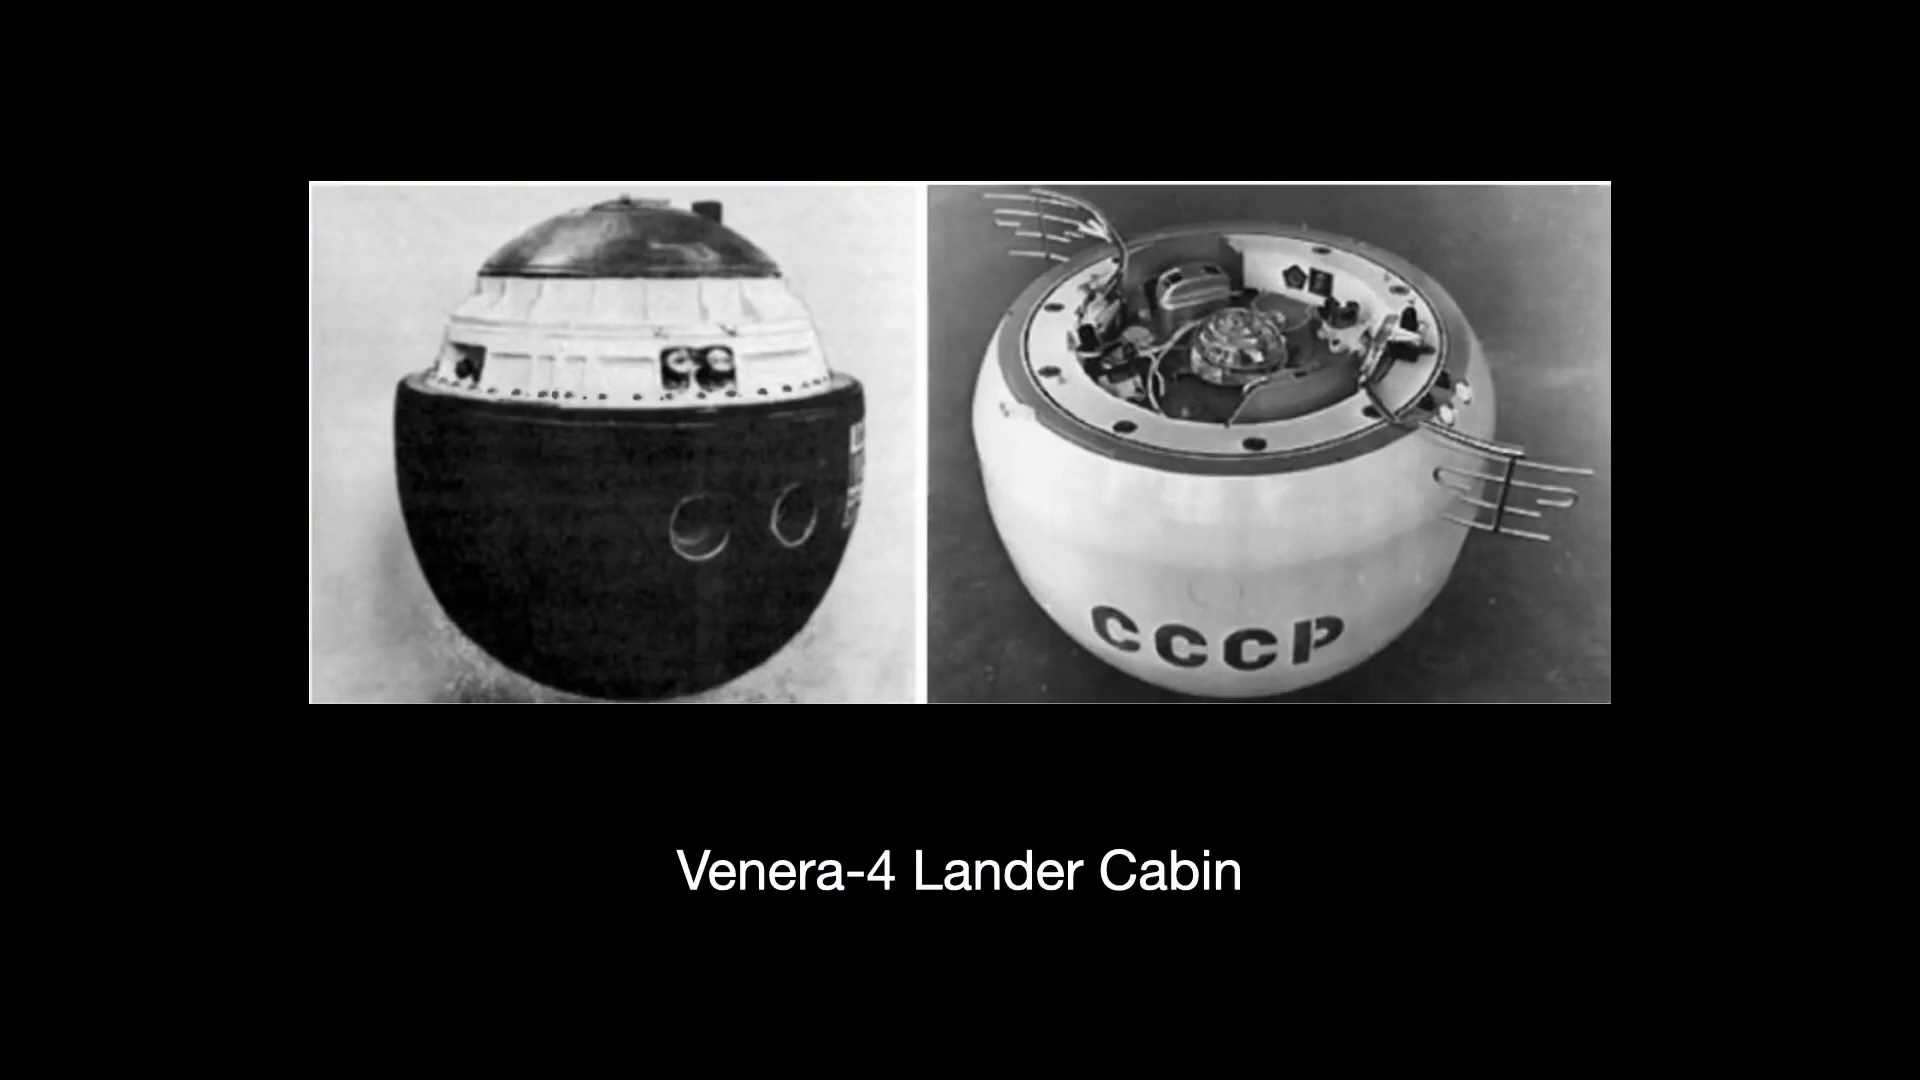 СССР
Venera-4 Lander Cabin